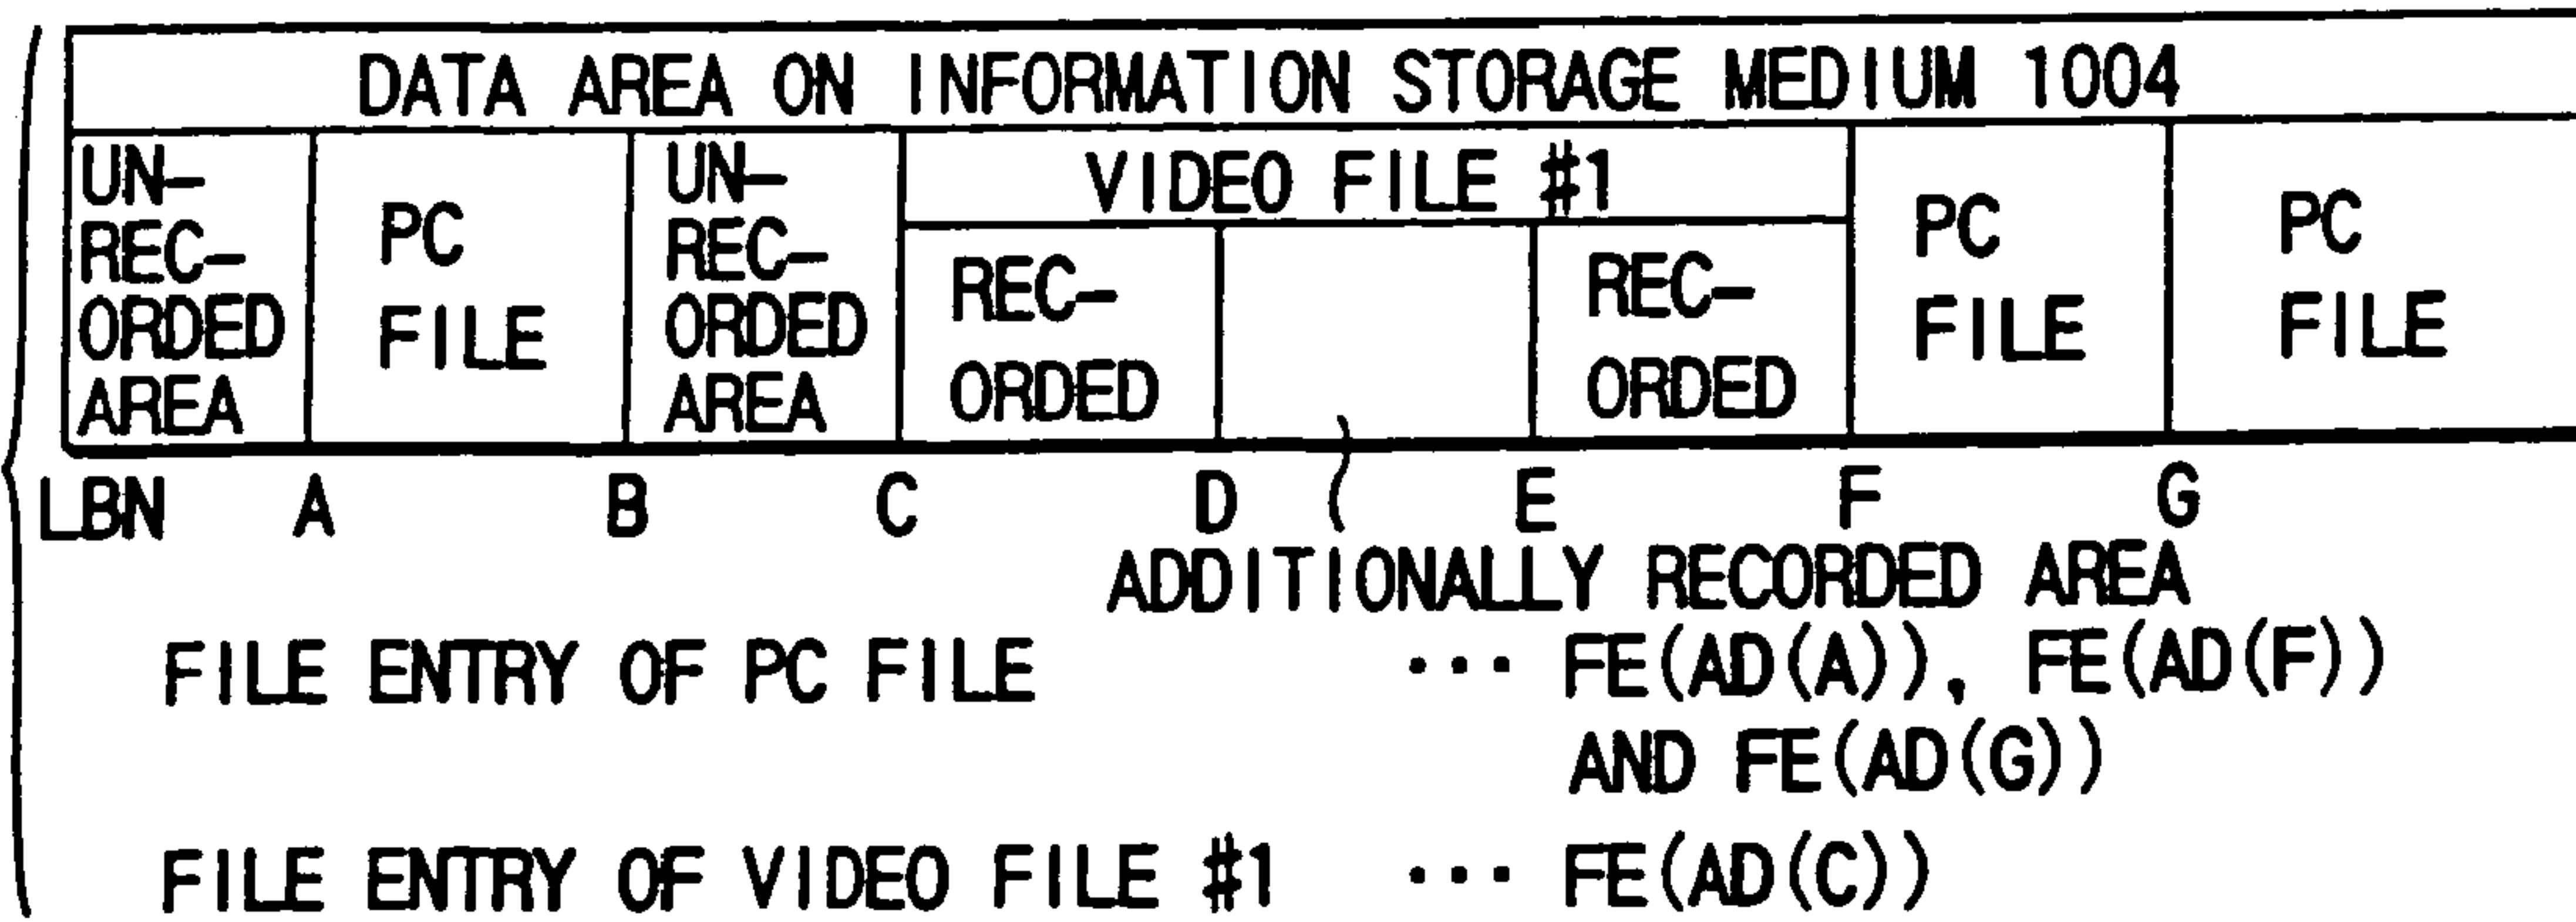 DATA AREA ON INFORMATION STORAGE MEDIUM 1004
UN-
REC-
ORDED
AREA
PC
FILE
UN-
REC-
ORDED
AREA
VIDEO FILE #1
REC-
ORDED
REC-
ORDED
PC
FILE
PC
FILE
LBN A B C D E F G
ADDITIONALLY RECORDED AREA
FILE ENTRY OF PC FILE ··· FE(AD(A)), FE(AD(F))
AND FE(AD(G))
FILE ENTRY OF VIDEO FILE #1 ··· FE(AD(C))